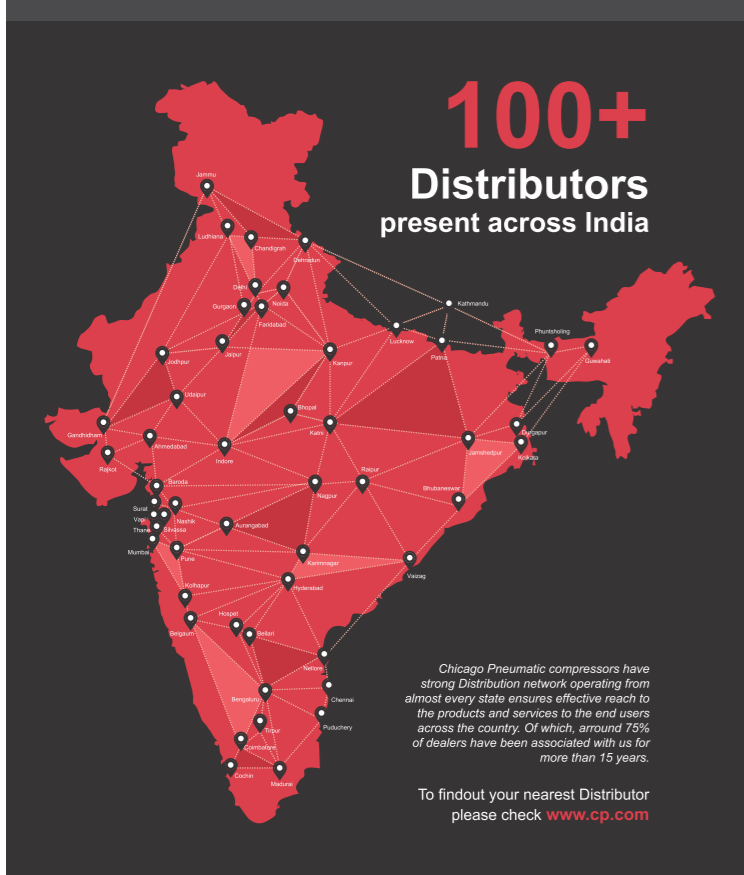 100+
Distributors
present across India
Jammu
Ludhiana
Chandigrah
Dehradun
Delhi
Noida
Gurgaon
Faridabad
Kathmandu
Lucknow
Patna
Phuntsholing
Guwahati
Jodhpur
Jaipur
Kanpur
Udaipur
Bhopal
Katni
Gandhidham
Ahmedabad
Indore
Rajkot
Durgapur
Jamshedpur
Kolkata
Baroda
Nagpur
Raipur
Bhubaneswar
Surat
Vapi
Nashik
Silvassa
Thane
Aurangabad
Mumbai
Pune
Karimnagar
Vaizag
Hyderabad
Kolhapur
Hospet
Belgaum
Bellari
Nellore
Bengaluru
Chennai
Puduchery
Tirpur
Coimbatore
Cochin
Madurai
Chicago Pneumatic compressors have
strong Distribution network operating from
almost every state ensures effective reach to
the products and services to the end users
across the country. Of which, arround 75%
of dealers have been associated with us for
more than 15 years.
To findout your nearest Distributor
please check www.cp.com